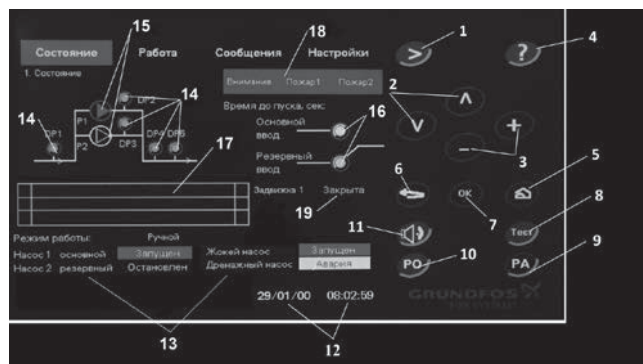 15 18 1 4
Состояние Работа Сообщения Настройки
>
?
1. Состояние
Внимание Пожар1 Пожар2
14
14
DP1
P1
P2
DP2
DP3
DP4 DP5
Время до пуска, сек:
Основной
ввод
16
Резервный
ввод
2
3
17
Задвижка 1 Закрыта
19
6
OK
5
7
8
Тест
11
Режим работы: Ручной
Насос 1 основной Запущен
Насос 2 резервный Остановлен
Жокей насос Запущен
Дренажный насос Авария
PO
10
PA
9
GRUNDFOS
29/01/00 08:02:59
13
12